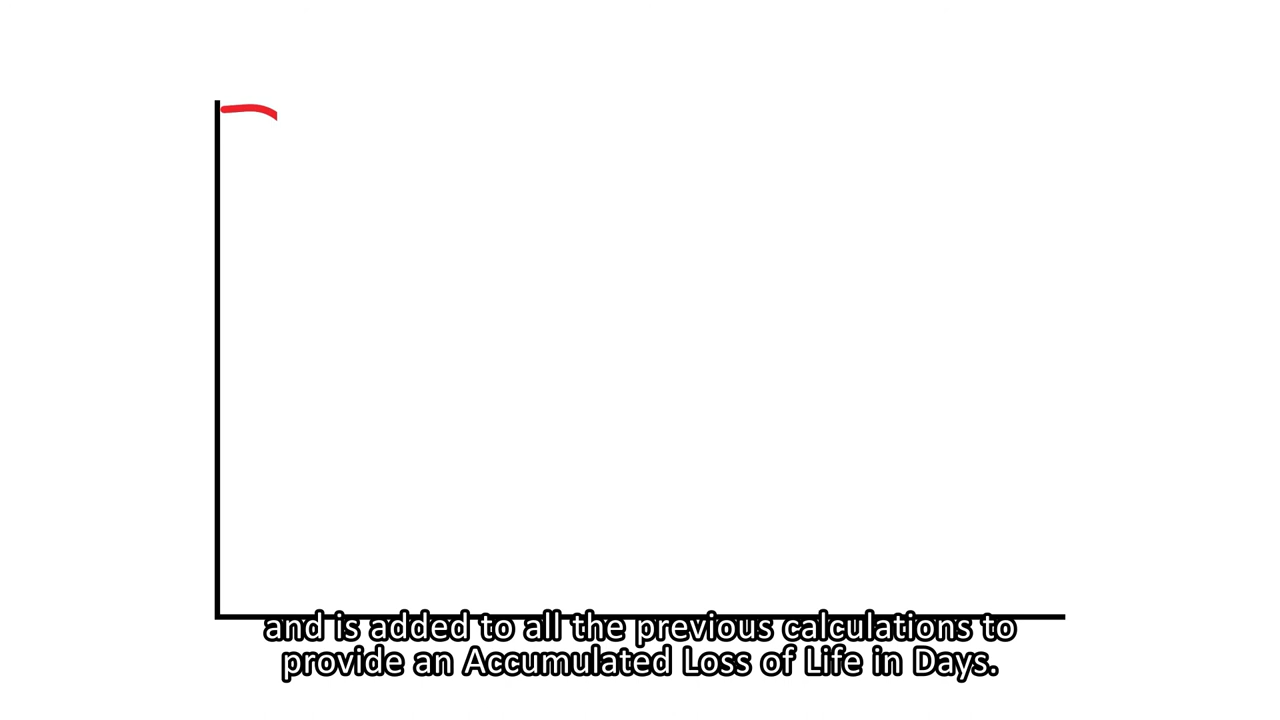 and is added to all the previous calculations to
provide an Accumulated Loss of Life in Days.